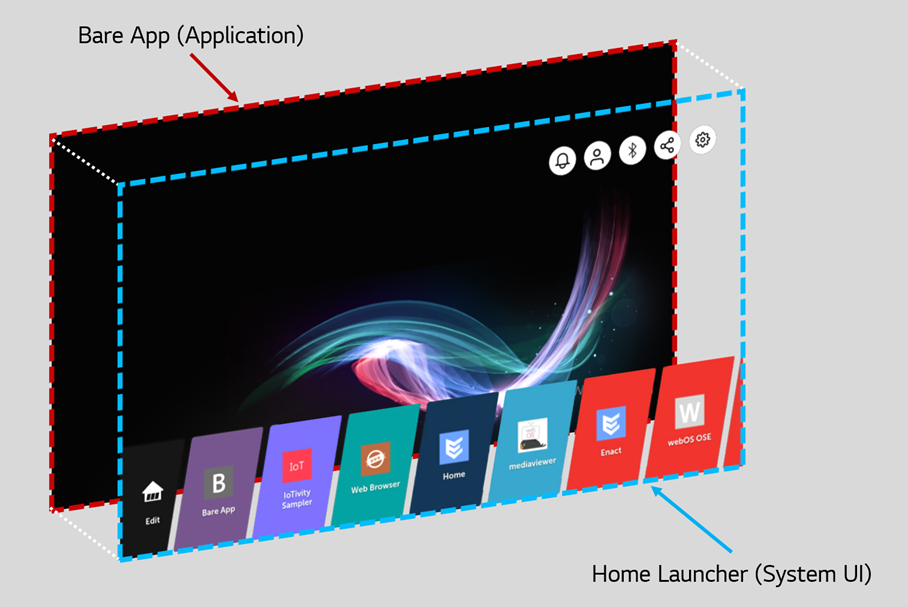 Bare App (Application)
Edit
B
Bare App
IoT
IoTivity
Sampler
Web Browser
Home
mediaviewer
Enact
W
webOS OSE
Home Launcher (System UI)